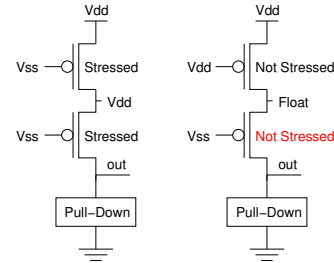 Vdd
Vss
Stressed
Vdd
Vss
Stressed
out
Pull-Down
Vdd
Vdd
Not Stressed
Float
Vss
Not Stressed
out
Pull-Down